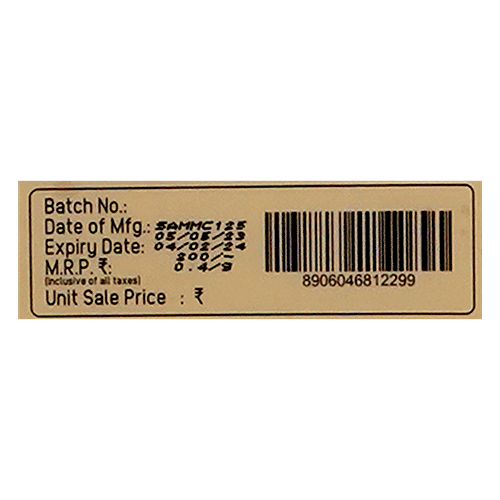 Batch No.:
Date of Mfg.: SAMMC125
Expiry Date: 05/05/23
M.R.P. ₹: 04/02/24
(inclusive of all taxes) 200/-
Unit Sale Price : ₹ 0.4/g
8906046812299